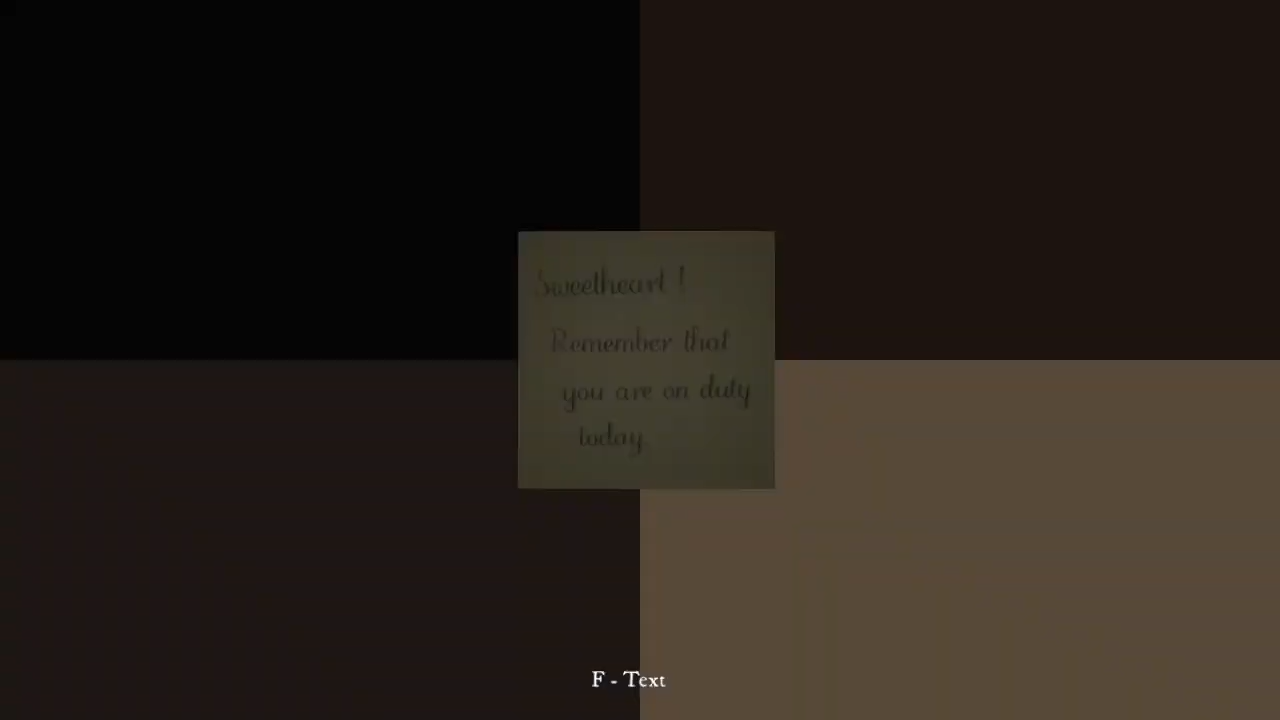 Sweetheart !
Remember that
you are on duty
today.
F - Text